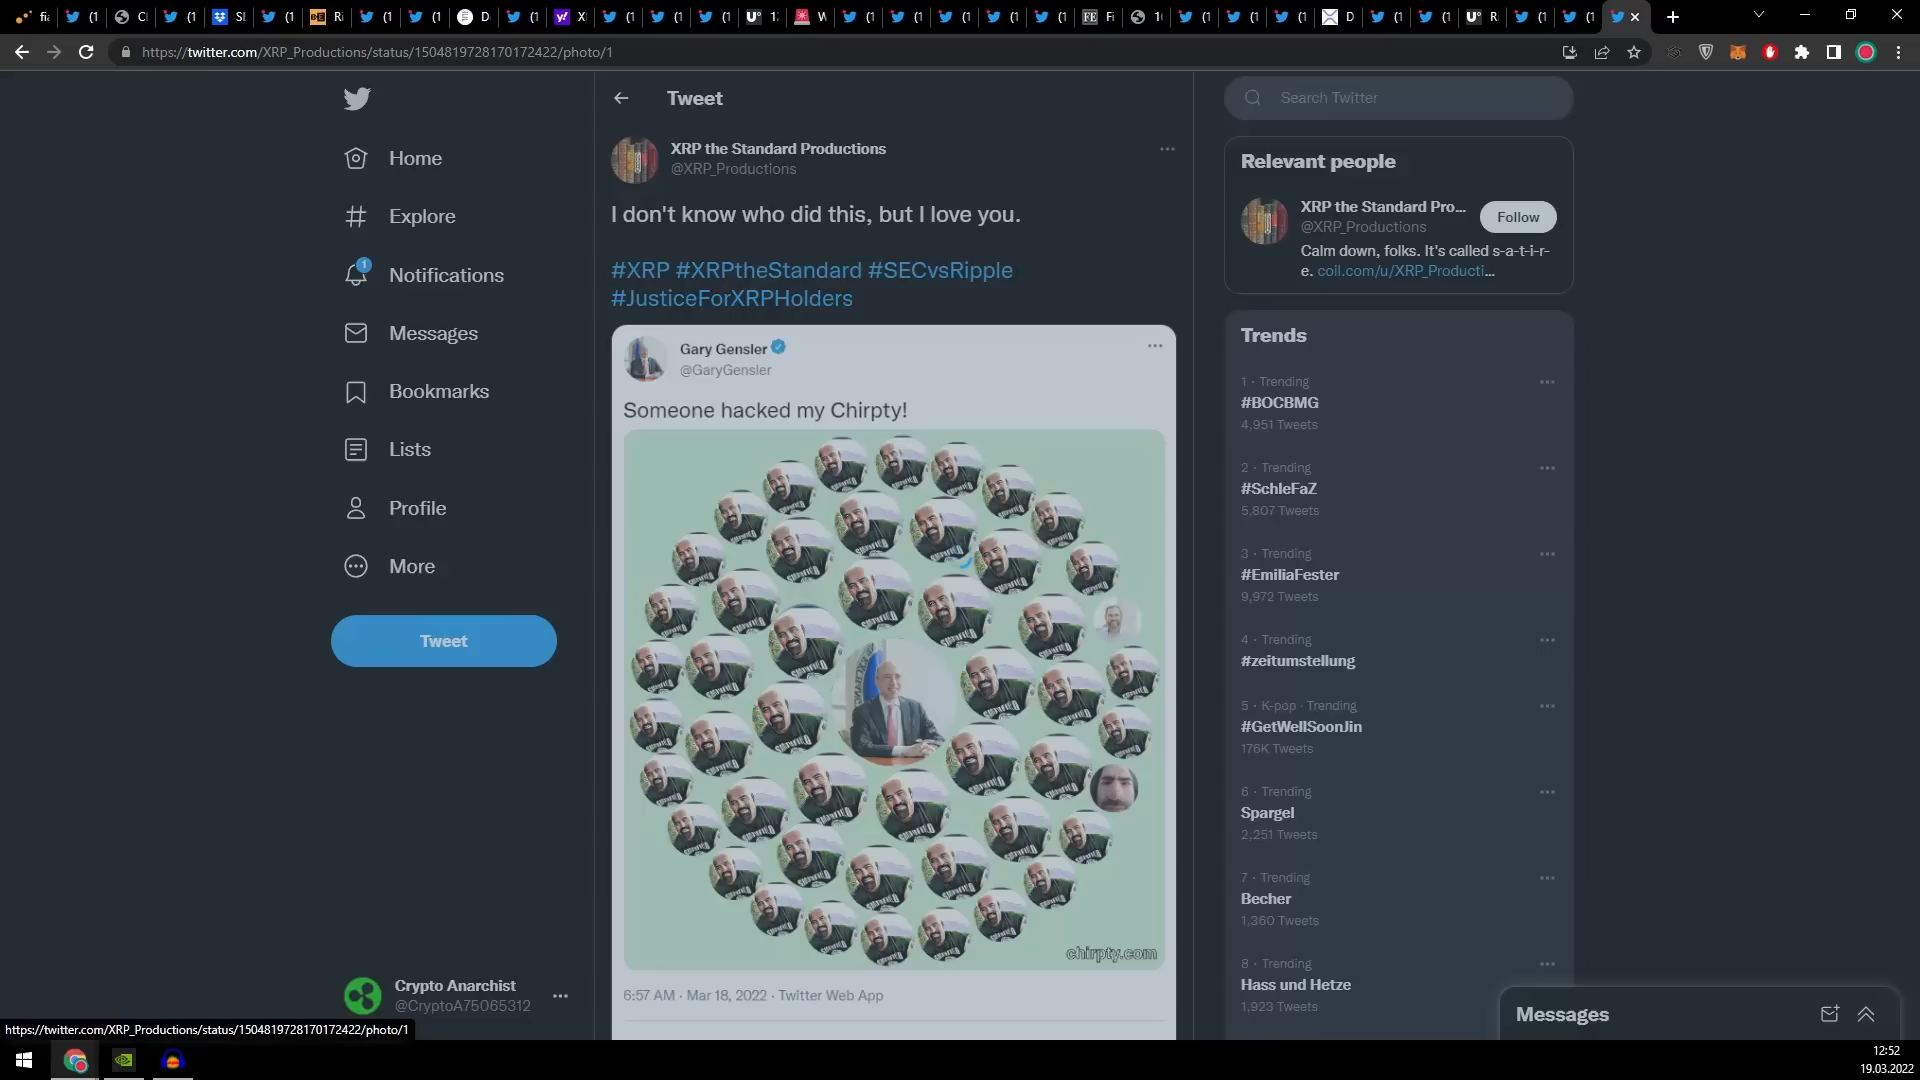 https://twitter.com/XRP_Productions/status/1504819728170172422/photo/1
Home
Explore
1
Notifications
Messages
Bookmarks
Lists
Profile
More
Tweet
Crypto Anarchist
@CryptoA75065312
https://twitter.com/XRP_Productions/status/1504819728170172422/photo/1
Tweet
XRP the Standard Productions
@XRP_Productions
I don't know who did this, but I love you.
#XRP #XRPtheStandard #SECvsRipple
#JusticeForXRPHolders
Gary Gensler
@GaryGensler
Someone hacked my Chirpty!
chirpty.com
6:57 AM · Mar 18, 2022 · Twitter Web App
Search Twitter
Relevant people
XRP the Standard Pro...
@XRP_Productions
Follow
Calm down, folks. It's called s-a-t-i-r-
e. coil.com/u/XRP_Producti...
Trends
1 · Trending
#BOCBMG
4,951 Tweets
2 · Trending
#SchleFaZ
5,807 Tweets
3 · Trending
#EmiliaFester
9,972 Tweets
4 · Trending
#zeitumstellung
5 · K-pop · Trending
#GetWellSoonJin
176K Tweets
6 · Trending
Spargel
2,251 Tweets
7 · Trending
Becher
1,360 Tweets
8 · Trending
Hass und Hetze
1,923 Tweets
Messages
12:52
19.03.2022